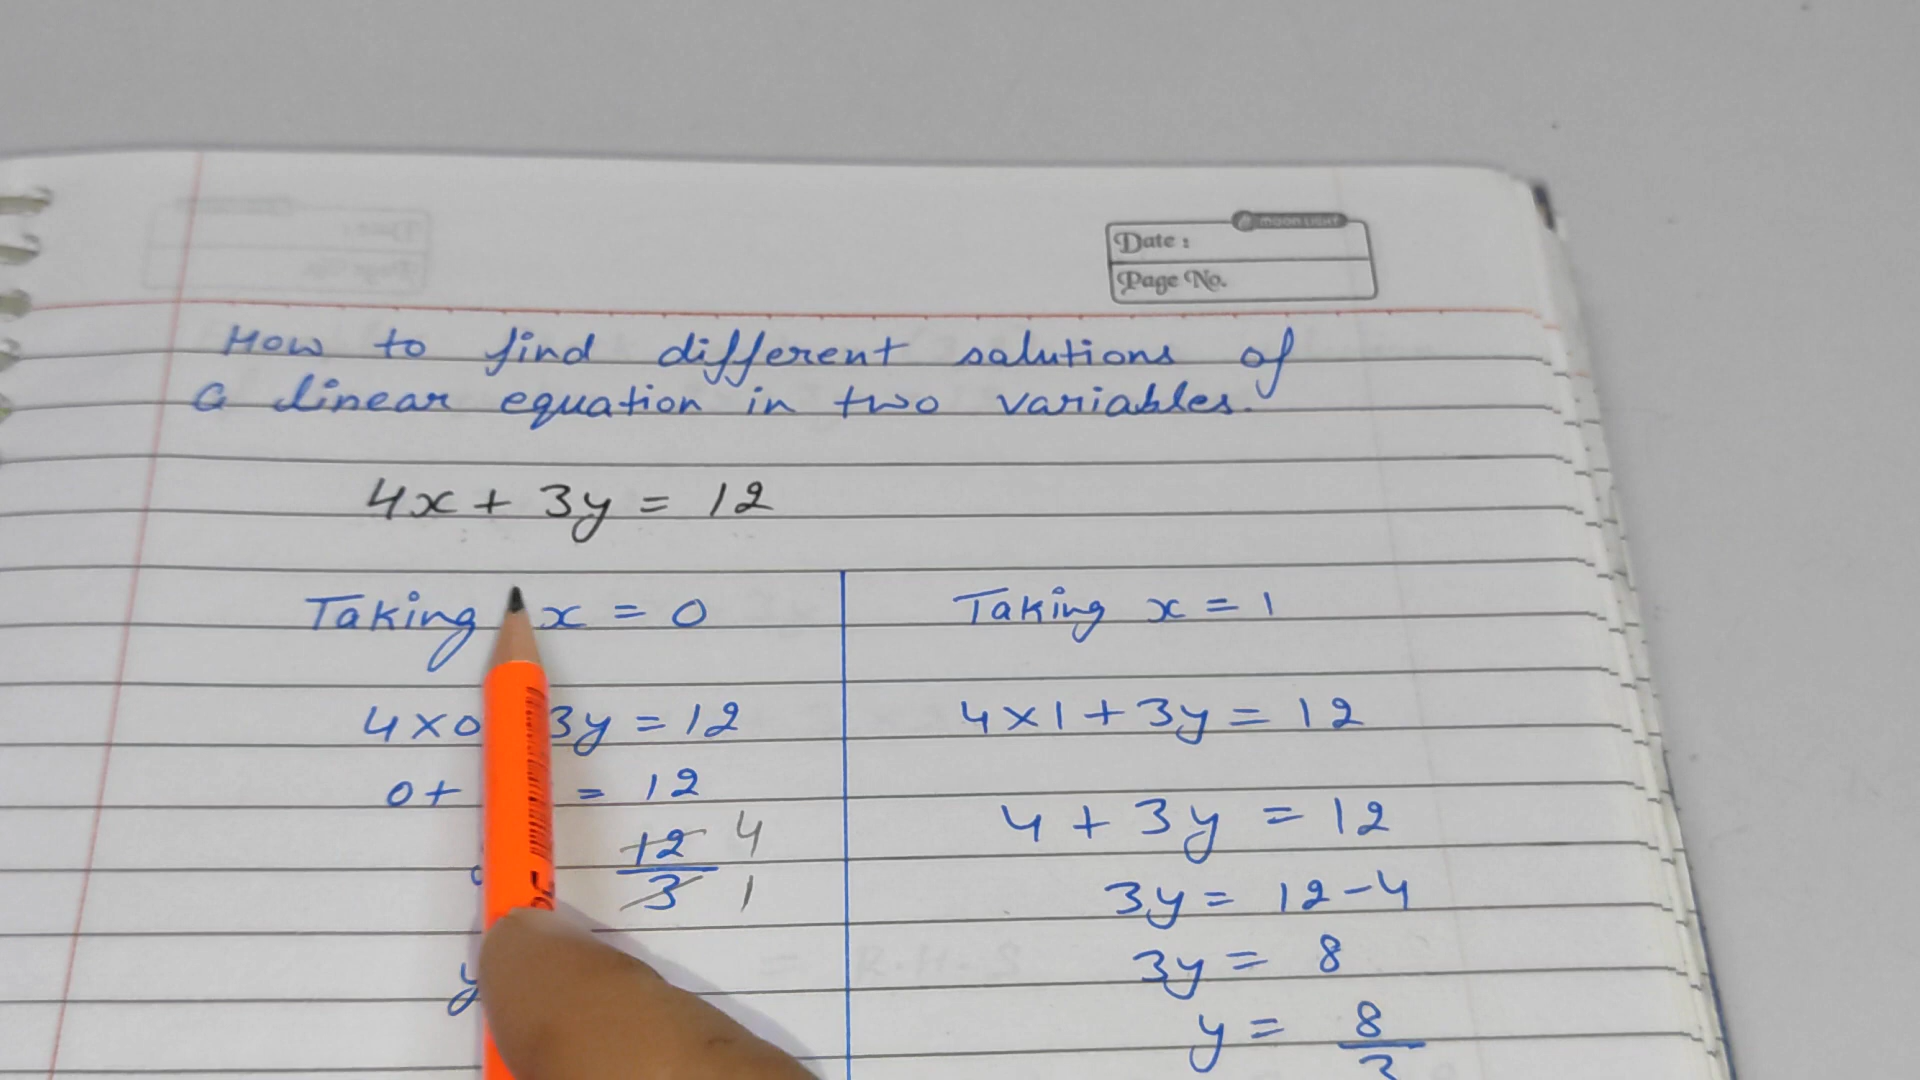 MOONLIGHT
Date :
Page No.
How to find different solutions of
a linear equation in two variables.
4x + 3y = 12
Taking x = 0
4 × 0 3y = 12
0 + = 12
12 4
3 1
y
Taking x = 1
4 × 1 + 3y = 12
4 + 3y = 12
3y = 12 - 4
3y = 8
y = 8
3